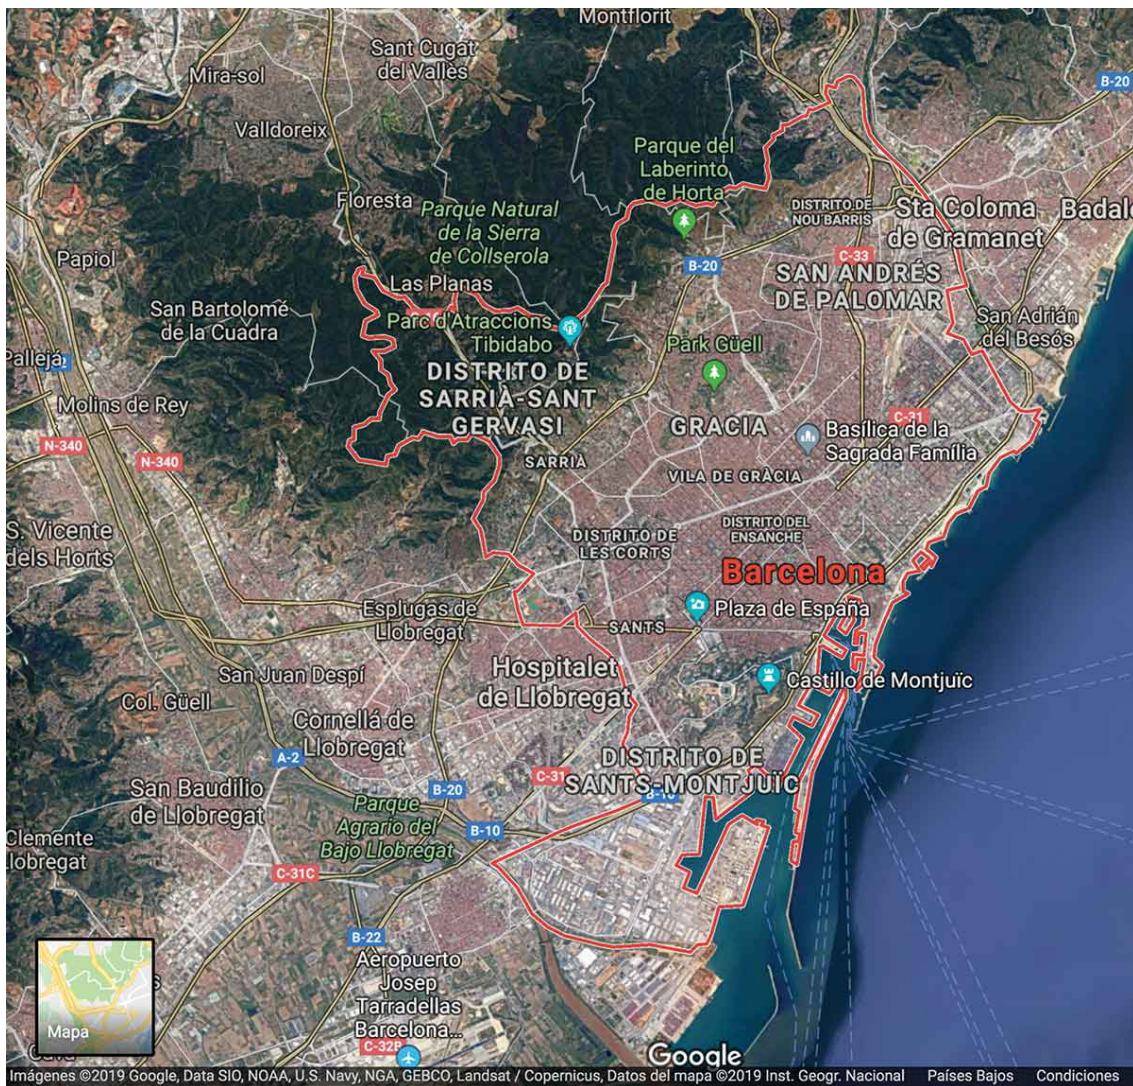 Montflorit
Sant Cugat
del Vallès
Mira-sol
B-20
Valldoreix
Parque del
Laberinto
de Horta
Floresta
Parque Natural
de la Sierra
de Collserola
DISTRITO DE
NOU BARRIS
Sta Coloma
de Gramanet
Badal
Papiol
B-20
C-33
SAN ANDRÉS
DE PALOMAR
Las Planas
San Bartolomé
de la Cuadra
San Adrián
del Besós
Parc d'Atraccions
Tibidabo
Park Güell
Pallejá
DISTRITO DE
SARRIÀ-SANT
GERVASI
Molins de Rey
C-31
GRACIA
Basílica de la
Sagrada Família
N-340
N-340
SARRIÀ
VILA DE GRÀCIA
S. Vicente
dels Horts
DISTRITO DE
LES CORTS
DISTRITO DEL
ENSANCHE
Barcelona
Esplugas de
Llobregat
Plaza de España
SANTS
Hospitalet
de Llobregat
San Juan Despí
Castillo de Montjuïc
Col. Güell
Cornellá de
Llobregat
A-2
DISTRITO DE
SANTS-MONTJUÏC
C-31
San Baudilio
de Llobregat
B-20
B-10
Parque
Agrario del
Bajo Llobregat
B-10
Clemente
Llobregat
C-31C
B-22
Aeropuerto
Josep
Tarradellas
Barcelona...
C-32B
Mapa
Google
Imágenes ©2019 Google, Data SIO, NOAA, U.S. Navy, NGA, GEBCO, Landsat / Copernicus, Datos del mapa ©2019 Inst. Geogr. Nacional Países Bajos Condiciones